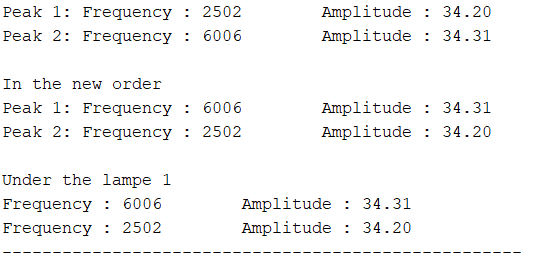 Peak 1: Frequency : 2502        Amplitude : 34.20
Peak 2: Frequency : 6006        Amplitude : 34.31
In the new order
Peak 1: Frequency : 6006        Amplitude : 34.31
Peak 2: Frequency : 2502        Amplitude : 34.20
Under the lampe 1
Frequency : 6006        Amplitude : 34.31
Frequency : 2502        Amplitude : 34.20
----------------------------------------------------